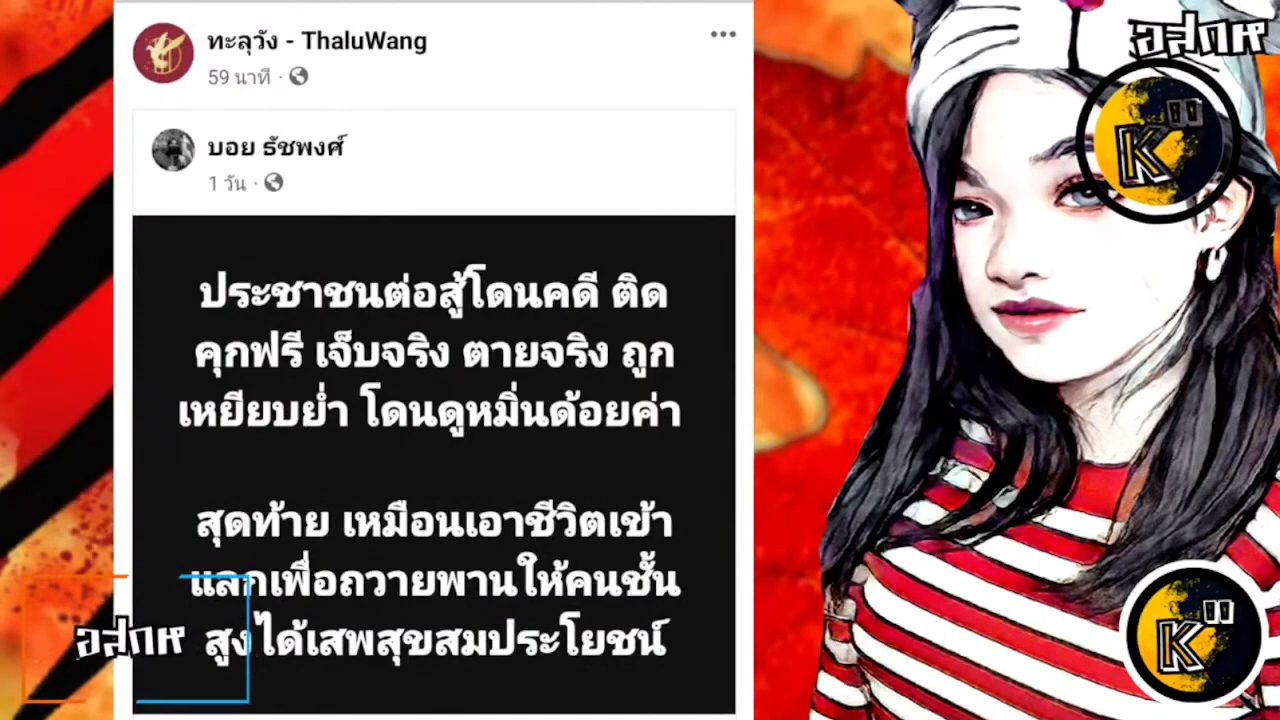 ทะลุวัง - ThaluWang
59 นาที ·
บอย ธัชพงศ์
1 วัน ·
ประชาชนต่อสู้โดนคดี ติด
คุกฟรี เจ็บจริง ตายจริง ถูก
เหยียบย่ำ โดนดูหมิ่นด้อยค่า
สุดท้าย เหมือนเอาชีวิตเข้า
แลกเพื่อถวายพานให้คนชั้น
สูงได้เสพสุขสมประโยชน์
อสกห
อสกห
K"
K"